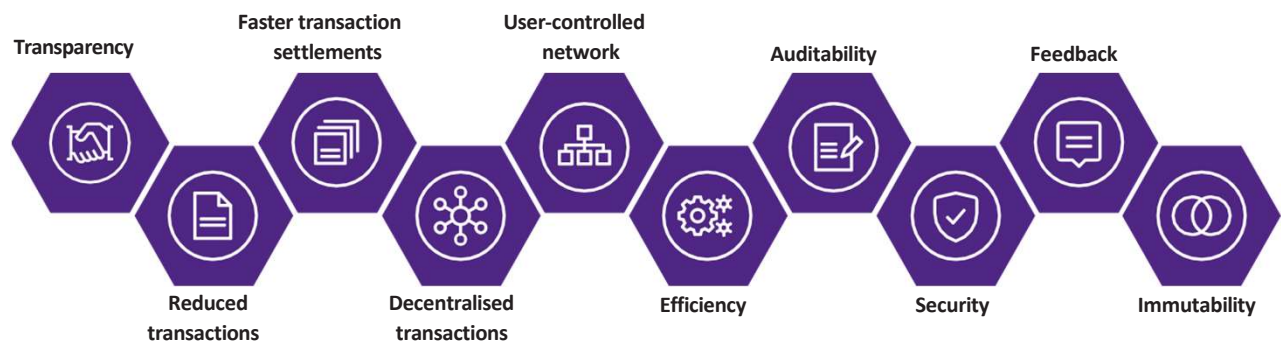 Transparency
Faster transaction
settlements
User-controlled
network
Auditability
Feedback
Reduced
transactions
Decentralised
transactions
Efficiency
Security
Immutability